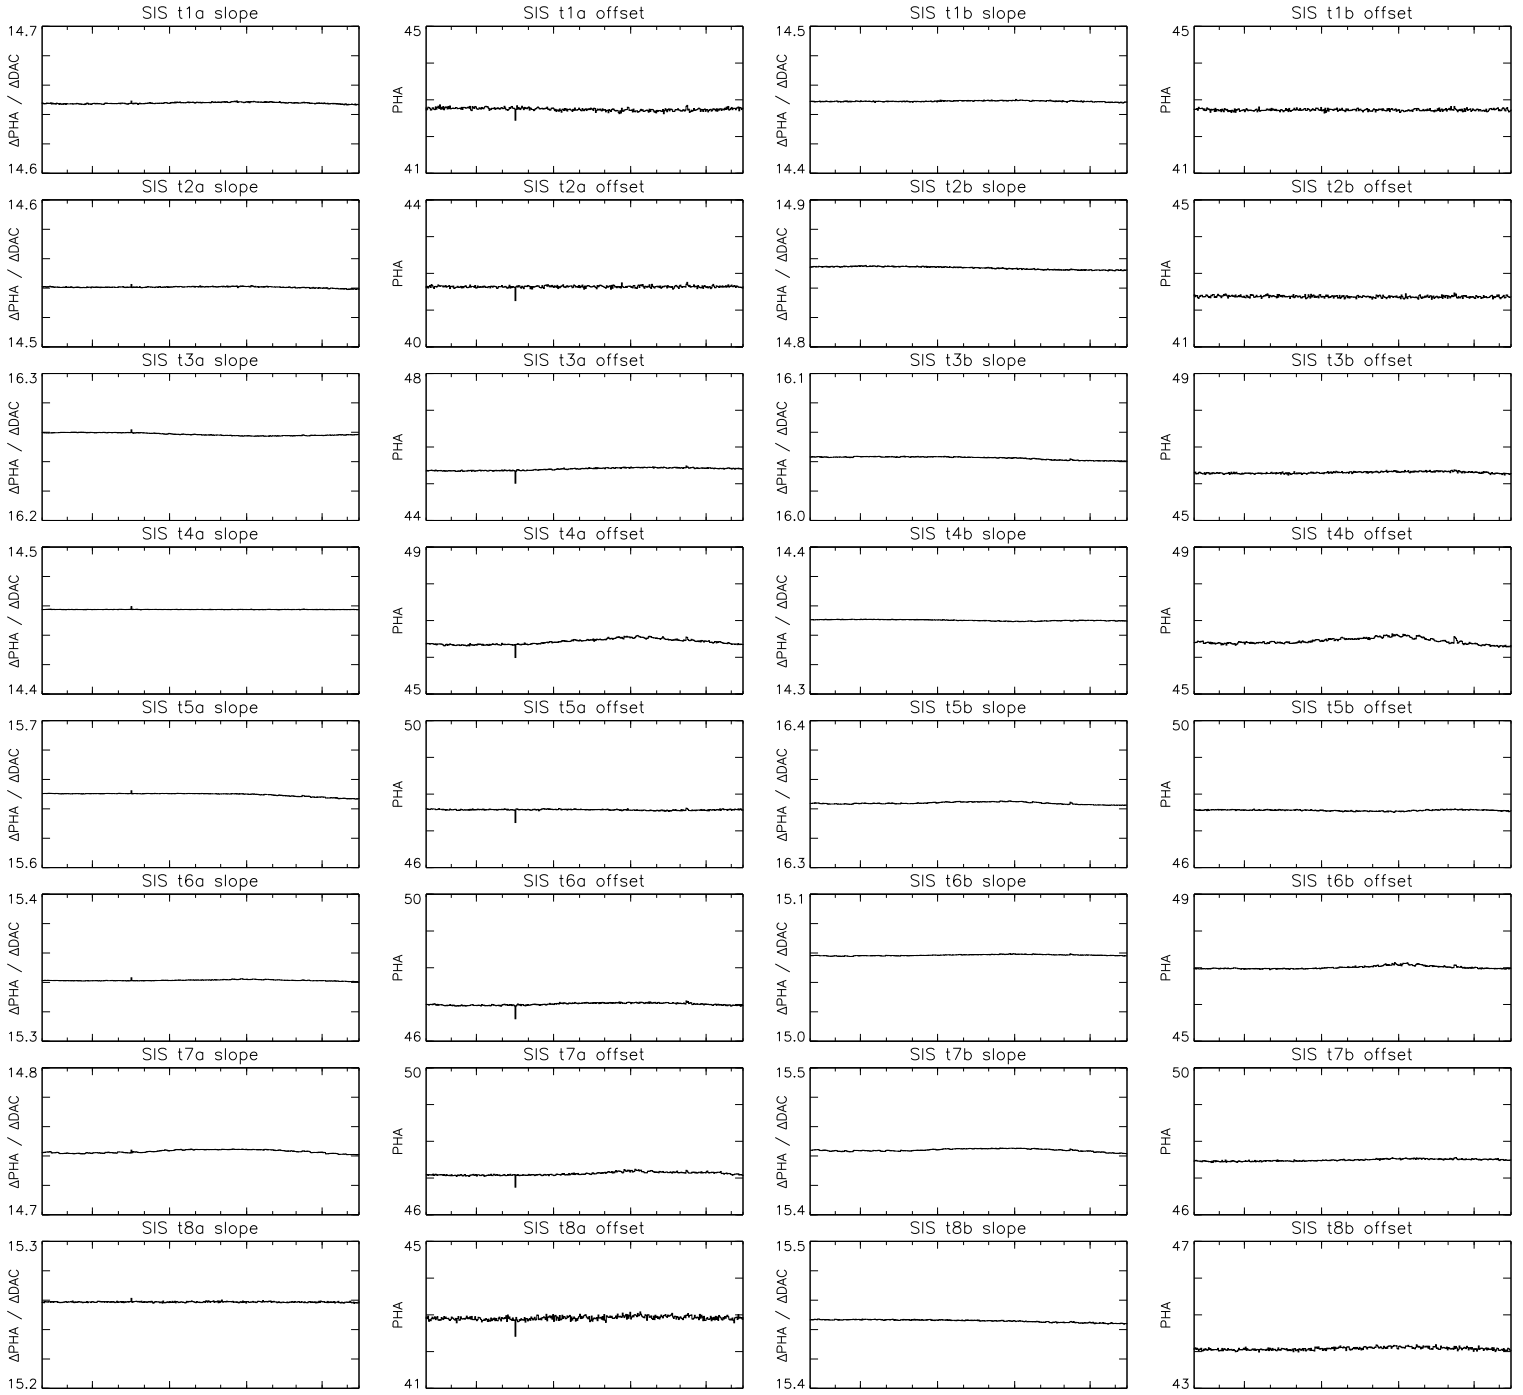 SIS t1a slope SIS t1a offset SIS t1b slope SIS t1b offset
14.7 45 14.5 45
ΔPHA / ΔDAC PHA ΔPHA / ΔDAC PHA
14.6 41 14.4 41
SIS t2a slope SIS t2a offset SIS t2b slope SIS t2b offset
14.6 44 14.9 45
ΔPHA / ΔDAC PHA ΔPHA / ΔDAC PHA
14.5 40 14.8 41
SIS t3a slope SIS t3a offset SIS t3b slope SIS t3b offset
16.3 48 16.1 49
ΔPHA / ΔDAC PHA ΔPHA / ΔDAC PHA
16.2 44 16.0 45
SIS t4a slope SIS t4a offset SIS t4b slope SIS t4b offset
14.5 49 14.4 49
ΔPHA / ΔDAC PHA ΔPHA / ΔDAC PHA
14.4 45 14.3 45
SIS t5a slope SIS t5a offset SIS t5b slope SIS t5b offset
15.7 50 16.4 50
ΔPHA / ΔDAC PHA ΔPHA / ΔDAC PHA
15.6 46 16.3 46
SIS t6a slope SIS t6a offset SIS t6b slope SIS t6b offset
15.4 50 15.1 49
ΔPHA / ΔDAC PHA ΔPHA / ΔDAC PHA
15.3 46 15.0 45
SIS t7a slope SIS t7a offset SIS t7b slope SIS t7b offset
14.8 50 15.5 50
ΔPHA / ΔDAC PHA ΔPHA / ΔDAC PHA
14.7 46 15.4 46
SIS t8a slope SIS t8a offset SIS t8b slope SIS t8b offset
15.3 45 15.5 47
ΔPHA / ΔDAC PHA ΔPHA / ΔDAC PHA
15.2 41 15.4 43